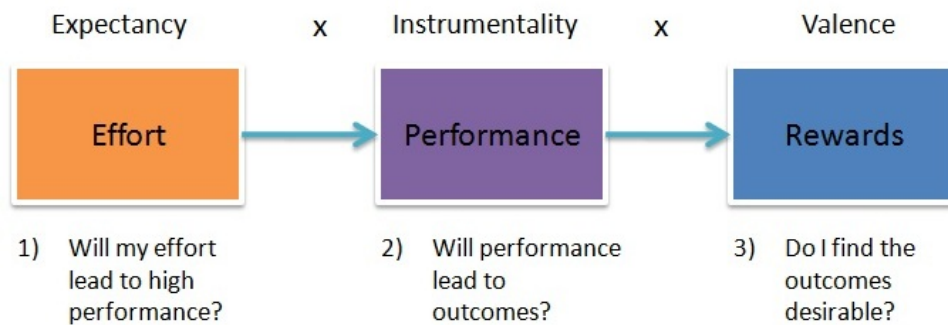 Expectancy x Instrumentality x Valence
Effort Performance Rewards
1) Will my effort
lead to high
performance?
2) Will performance
lead to
outcomes?
3) Do I find the
outcomes
desirable?